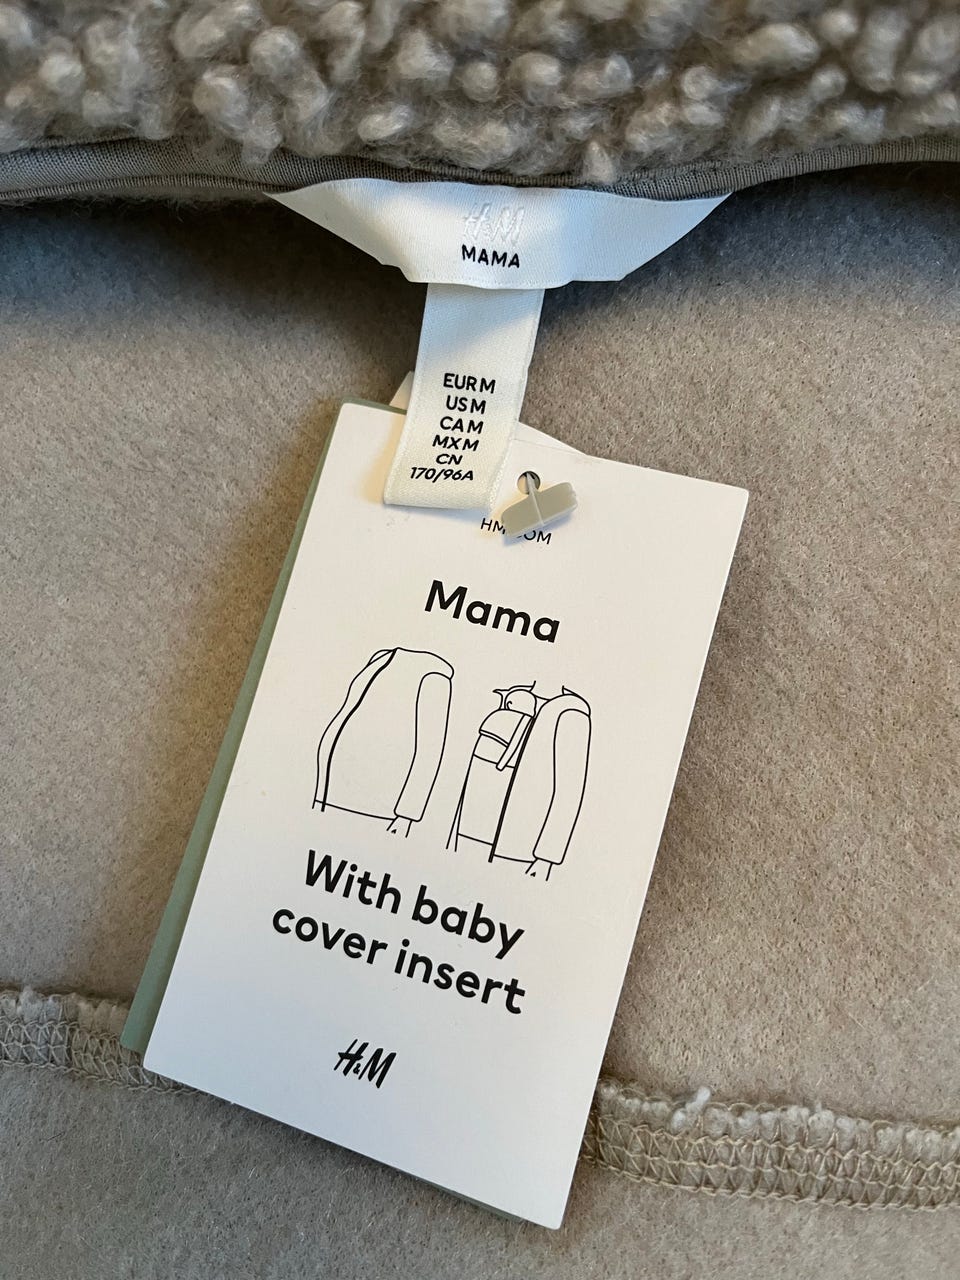 H&M
MAMA
EUR M
US M
CA M
MX M
CN
170/96A
Mama
With baby
cover insert
H&M